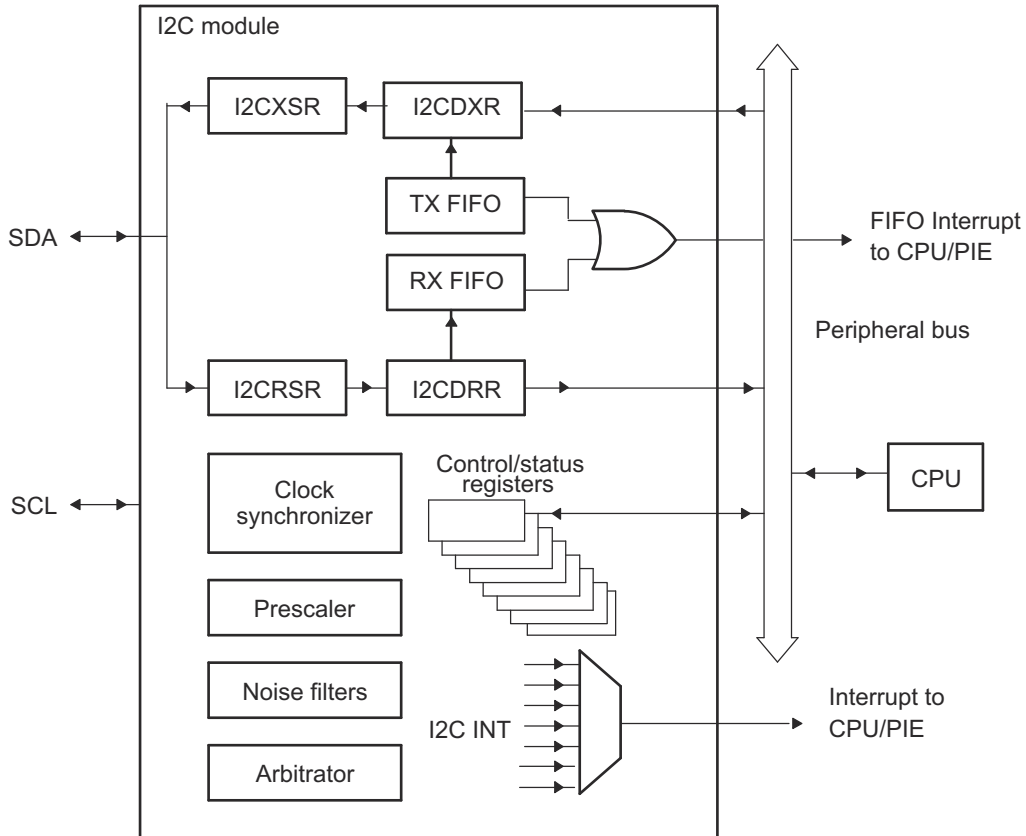 I2C module
I2CXSR
I2CDXR
TX FIFO
SDA
FIFO Interrupt
to CPU/PIE
RX FIFO
Peripheral bus
I2CRSR
I2CDRR
Control/status
registers
CPU
Clock
synchronizer
SCL
Prescaler
Noise filters
I2C INT
Interrupt to
CPU/PIE
Arbitrator